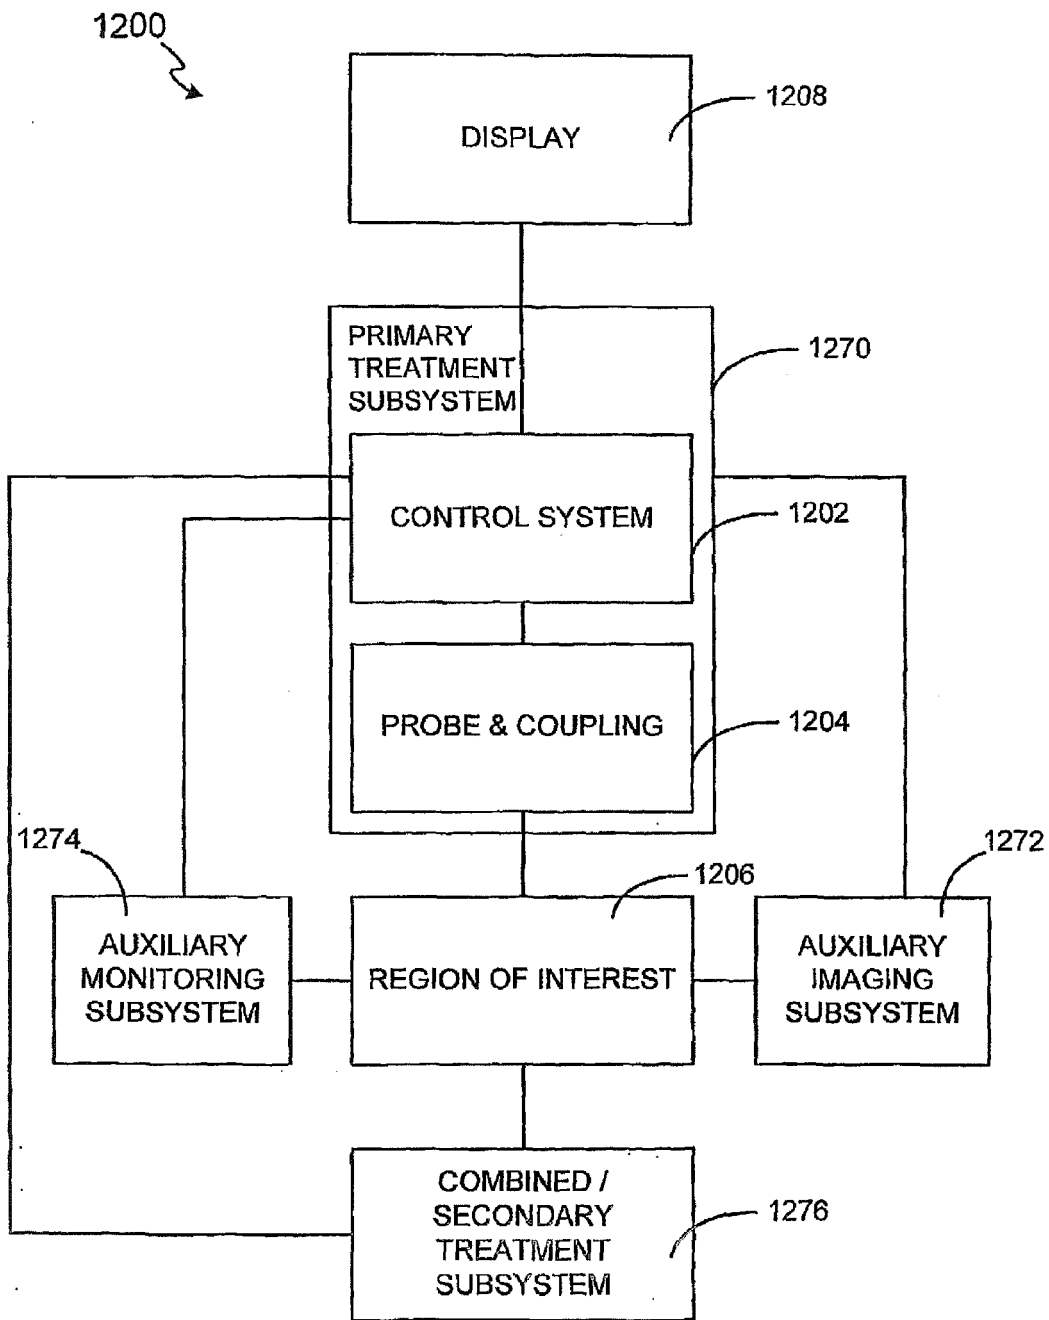 1200
1208
DISPLAY
PRIMARY
TREATMENT
SUBSYSTEM
1270
CONTROL SYSTEM
1202
PROBE & COUPLING
1204
1274
1206
1272
AUXILIARY
MONITORING
SUBSYSTEM
REGION OF INTEREST
AUXILIARY
IMAGING
SUBSYSTEM
COMBINED /
SECONDARY
TREATMENT
SUBSYSTEM
1276